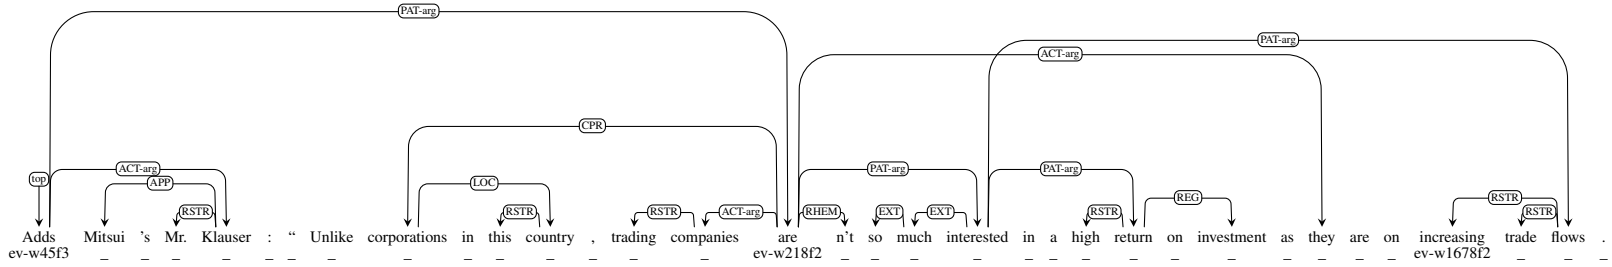 PAT-arg
PAT-arg
ACT-arg
CPR
ACT-arg PAT-arg PAT-arg
top APP LOC
REG RSTR
RSTR RSTR RSTR ACT-arg RHEM EXT EXT RSTR RSTR
Adds Mitsui 's Mr. Klauser : “ Unlike corporations in this country , trading companies are n't so much interested in a high return on investment as they are on increasing trade flows .
ev-w45f3 _ _ _ _ _ _ _ _ _ _ _ _ _ _ ev-w218f2 _ _ _ _ _ _ _ _ _ _ _ _ _ _ ev-w1678f2 _ _ _